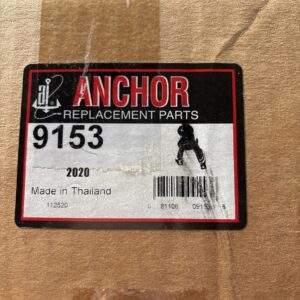 ANCHOR
REPLACEMENT PARTS
9153
2020
Made in Thailand
112520